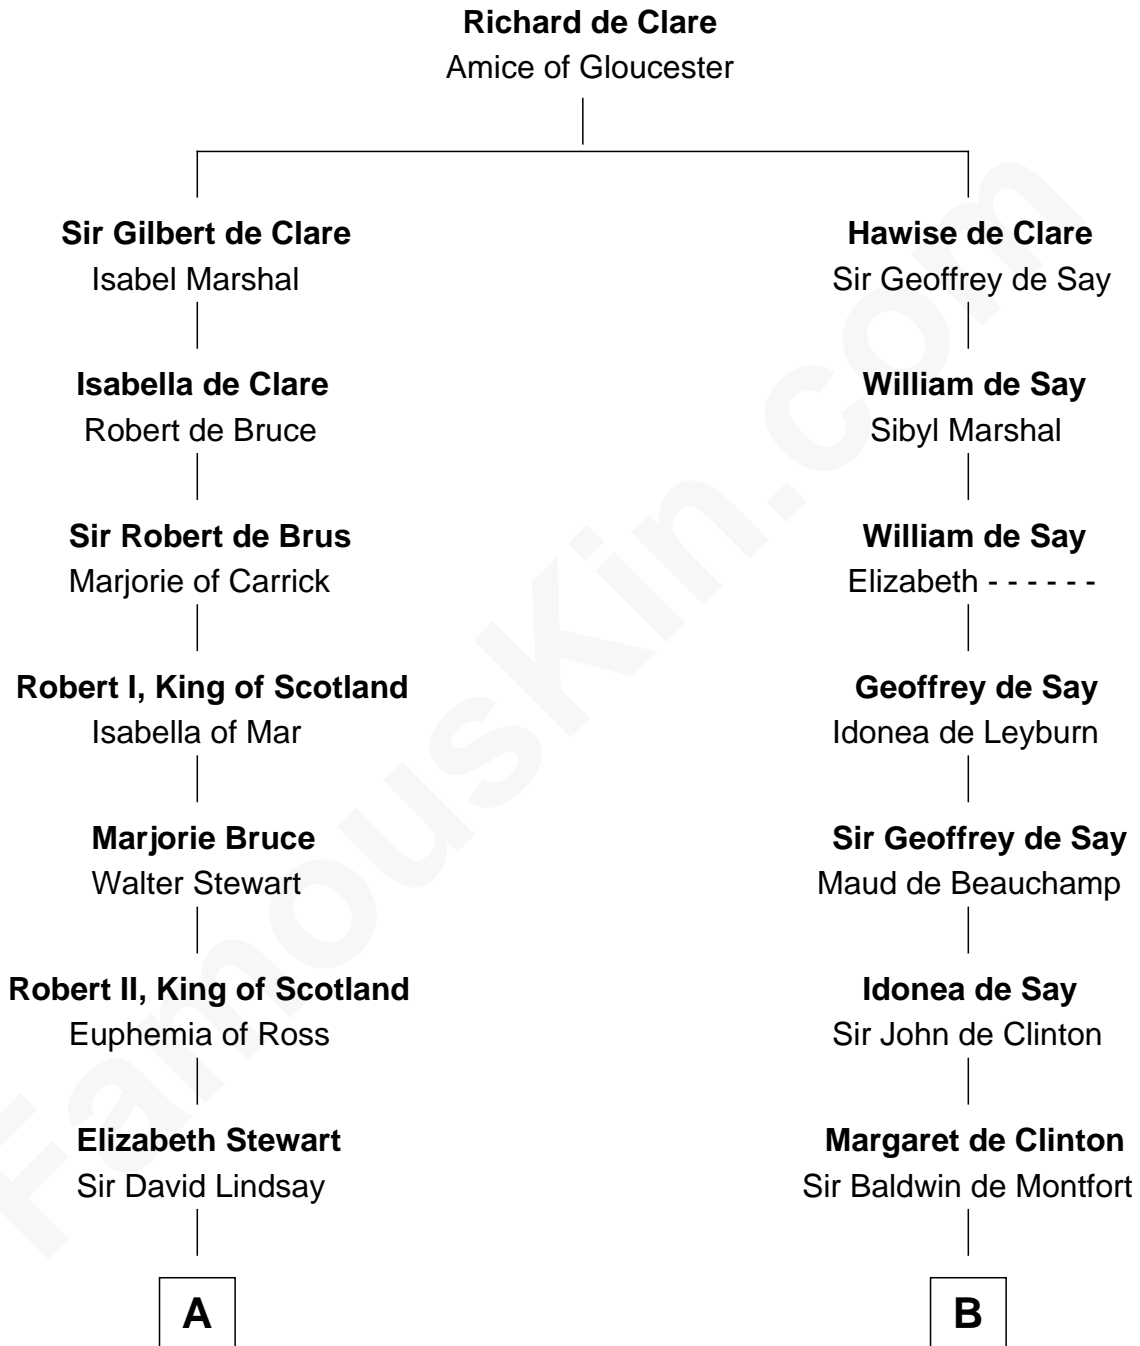 Richard de Clare
Amice of Gloucester
Sir Gilbert de Clare
Isabel Marshal
Isabella de Clare
Robert de Bruce
Sir Robert de Brus
Marjorie of Carrick
Robert I, King of Scotland
Isabella of Mar
Marjorie Bruce
Walter Stewart
Robert II, King of Scotland
Euphemia of Ross
Elizabeth Stewart
Sir David Lindsay
A
Hawise de Clare
Sir Geoffrey de Say
William de Say
Sibyl Marshal
William de Say
Elizabeth - - - - - -
Geoffrey de Say
Idonea de Leyburn
Sir Geoffrey de Say
Maud de Beauchamp
Idonea de Say
Sir John de Clinton
Margaret de Clinton
Sir Baldwin de Montfort
B
FamousKin.com